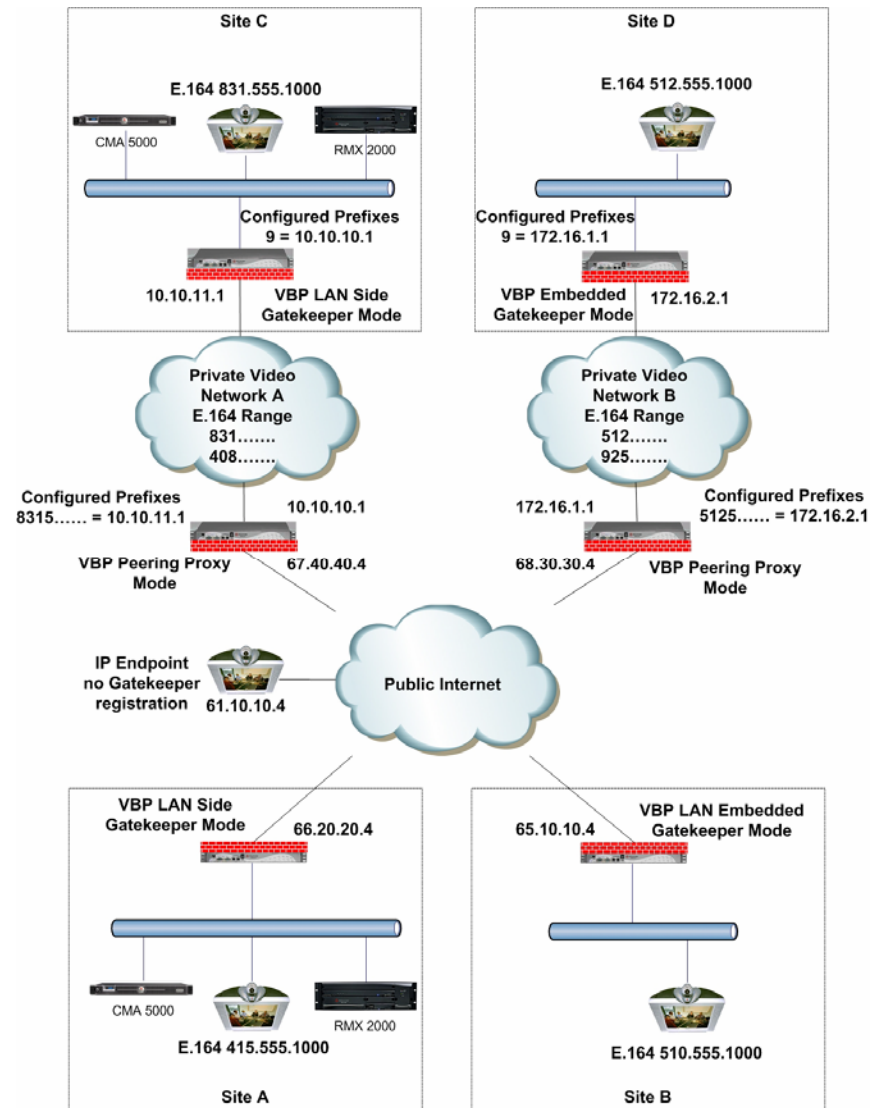 Site C
E.164 831.555.1000
CMA 5000
RMX 2000
Configured Prefixes
9 = 10.10.10.1
10.10.11.1
VBP LAN Side
Gatekeeper Mode
Site D
E.164 512.555.1000
Configured Prefixes
9 = 172.16.1.1
VBP Embedded
Gatekeeper Mode
172.16.2.1
Private Video
Network A
E.164 Range
831.......
408.......
Private Video
Network B
E.164 Range
512.......
925.......
Configured Prefixes
8315...... = 10.10.11.1
10.10.10.1
VBP Peering Proxy
Mode
67.40.40.4
172.16.1.1
Configured Prefixes
5125...... = 172.16.2.1
68.30.30.4
VBP Peering Proxy
Mode
IP Endpoint
no Gatekeeper
registration
61.10.10.4
Public Internet
VBP LAN Side
Gatekeeper Mode
66.20.20.4
CMA 5000
RMX 2000
E.164 415.555.1000
Site A
65.10.10.4
VBP LAN Embedded
Gatekeeper Mode
E.164 510.555.1000
Site B